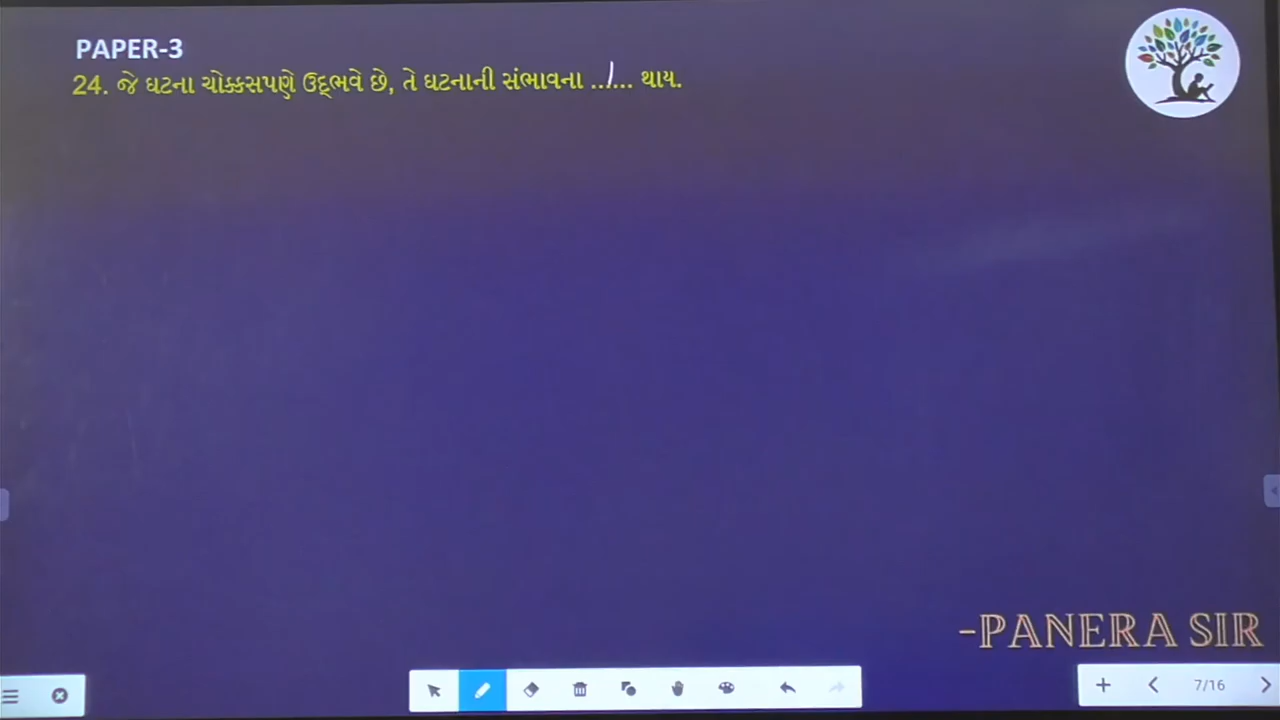 PAPER-3
24. જે ઘટના ચોક્કસપણે ઉદ્ભવે છે, તે ઘટનાની સંભાવના ..1... થાય.
-PANERA SIR
7/16